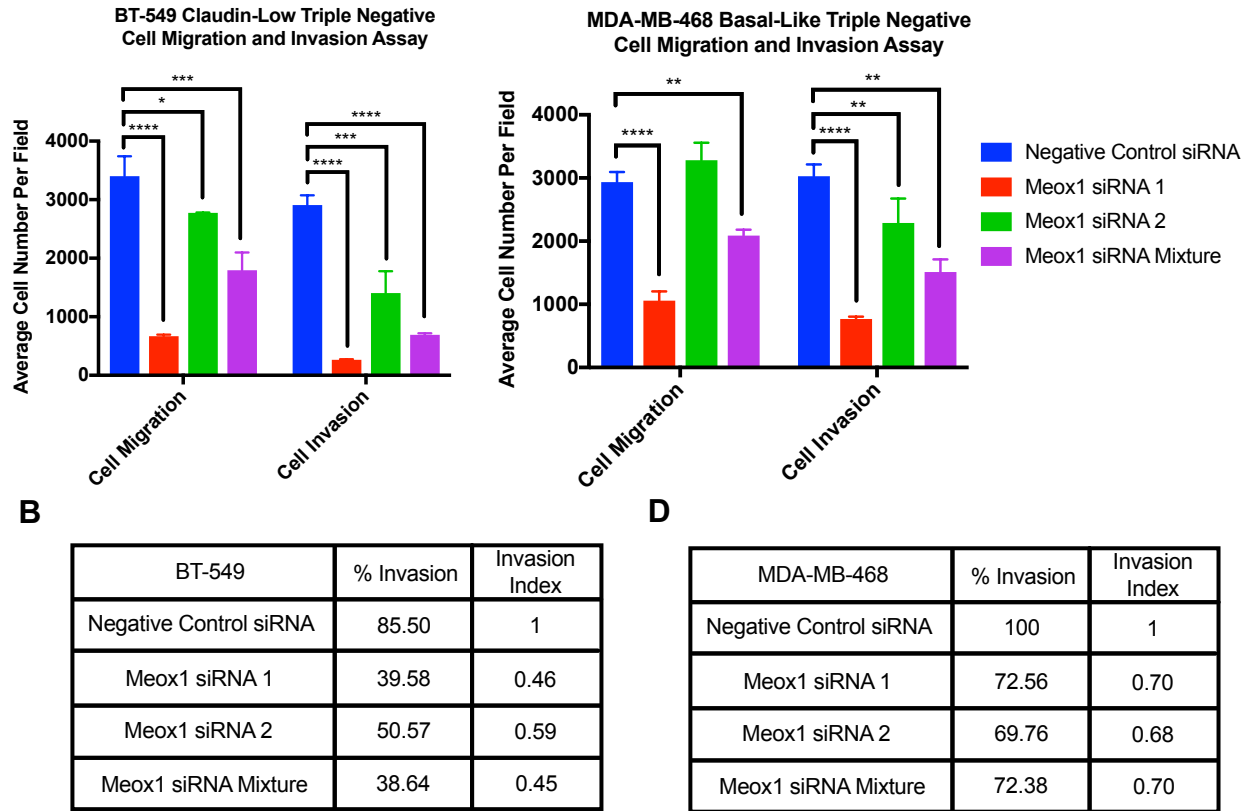 BT-549 Claudin-Low Triple Negative
Cell Migration and Invasion Assay
Average Cell Number Per Field
4000
3000
2000
1000
0
***
*
****
****
***
****
Cell Migration
Cell Invasion
MDA-MB-468 Basal-Like Triple Negative
Cell Migration and Invasion Assay
Average Cell Number Per Field
4000
3000
2000
1000
0
**
****
**
**
****
Cell Migration
Cell Invasion
Negative Control siRNA
Meox1 siRNA 1
Meox1 siRNA 2
Meox1 siRNA Mixture
B
BT-549 % Invasion Invasion Index
Negative Control siRNA 85.50 1
Meox1 siRNA 1 39.58 0.46
Meox1 siRNA 2 50.57 0.59
Meox1 siRNA Mixture 38.64 0.45
D
MDA-MB-468 % Invasion Invasion Index
Negative Control siRNA 100 1
Meox1 siRNA 1 72.56 0.70
Meox1 siRNA 2 69.76 0.68
Meox1 siRNA Mixture 72.38 0.70